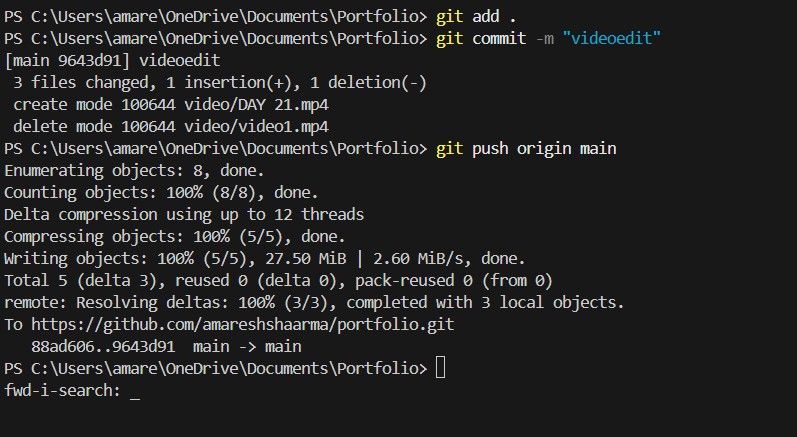 PS C:\Users\amare\OneDrive\Documents\Portfolio> git add .
PS C:\Users\amare\OneDrive\Documents\Portfolio> git commit -m "videoedit"
[main 9643d91] videoedit
 3 files changed, 1 insertion(+), 1 deletion(-)
 create mode 100644 video/DAY 21.mp4
 delete mode 100644 video/video1.mp4
PS C:\Users\amare\OneDrive\Documents\Portfolio> git push origin main
Enumerating objects: 8, done.
Counting objects: 100% (8/8), done.
Delta compression using up to 12 threads
Compressing objects: 100% (5/5), done.
Writing objects: 100% (5/5), 27.50 MiB | 2.60 MiB/s, done.
Total 5 (delta 3), reused 0 (delta 0), pack-reused 0 (from 0)
remote: Resolving deltas: 100% (3/3), completed with 3 local objects.
To https://github.com/amareshshaarma/portfolio.git
   88ad606..9643d91  main -> main
PS C:\Users\amare\OneDrive\Documents\Portfolio>
fwd-i-search: _